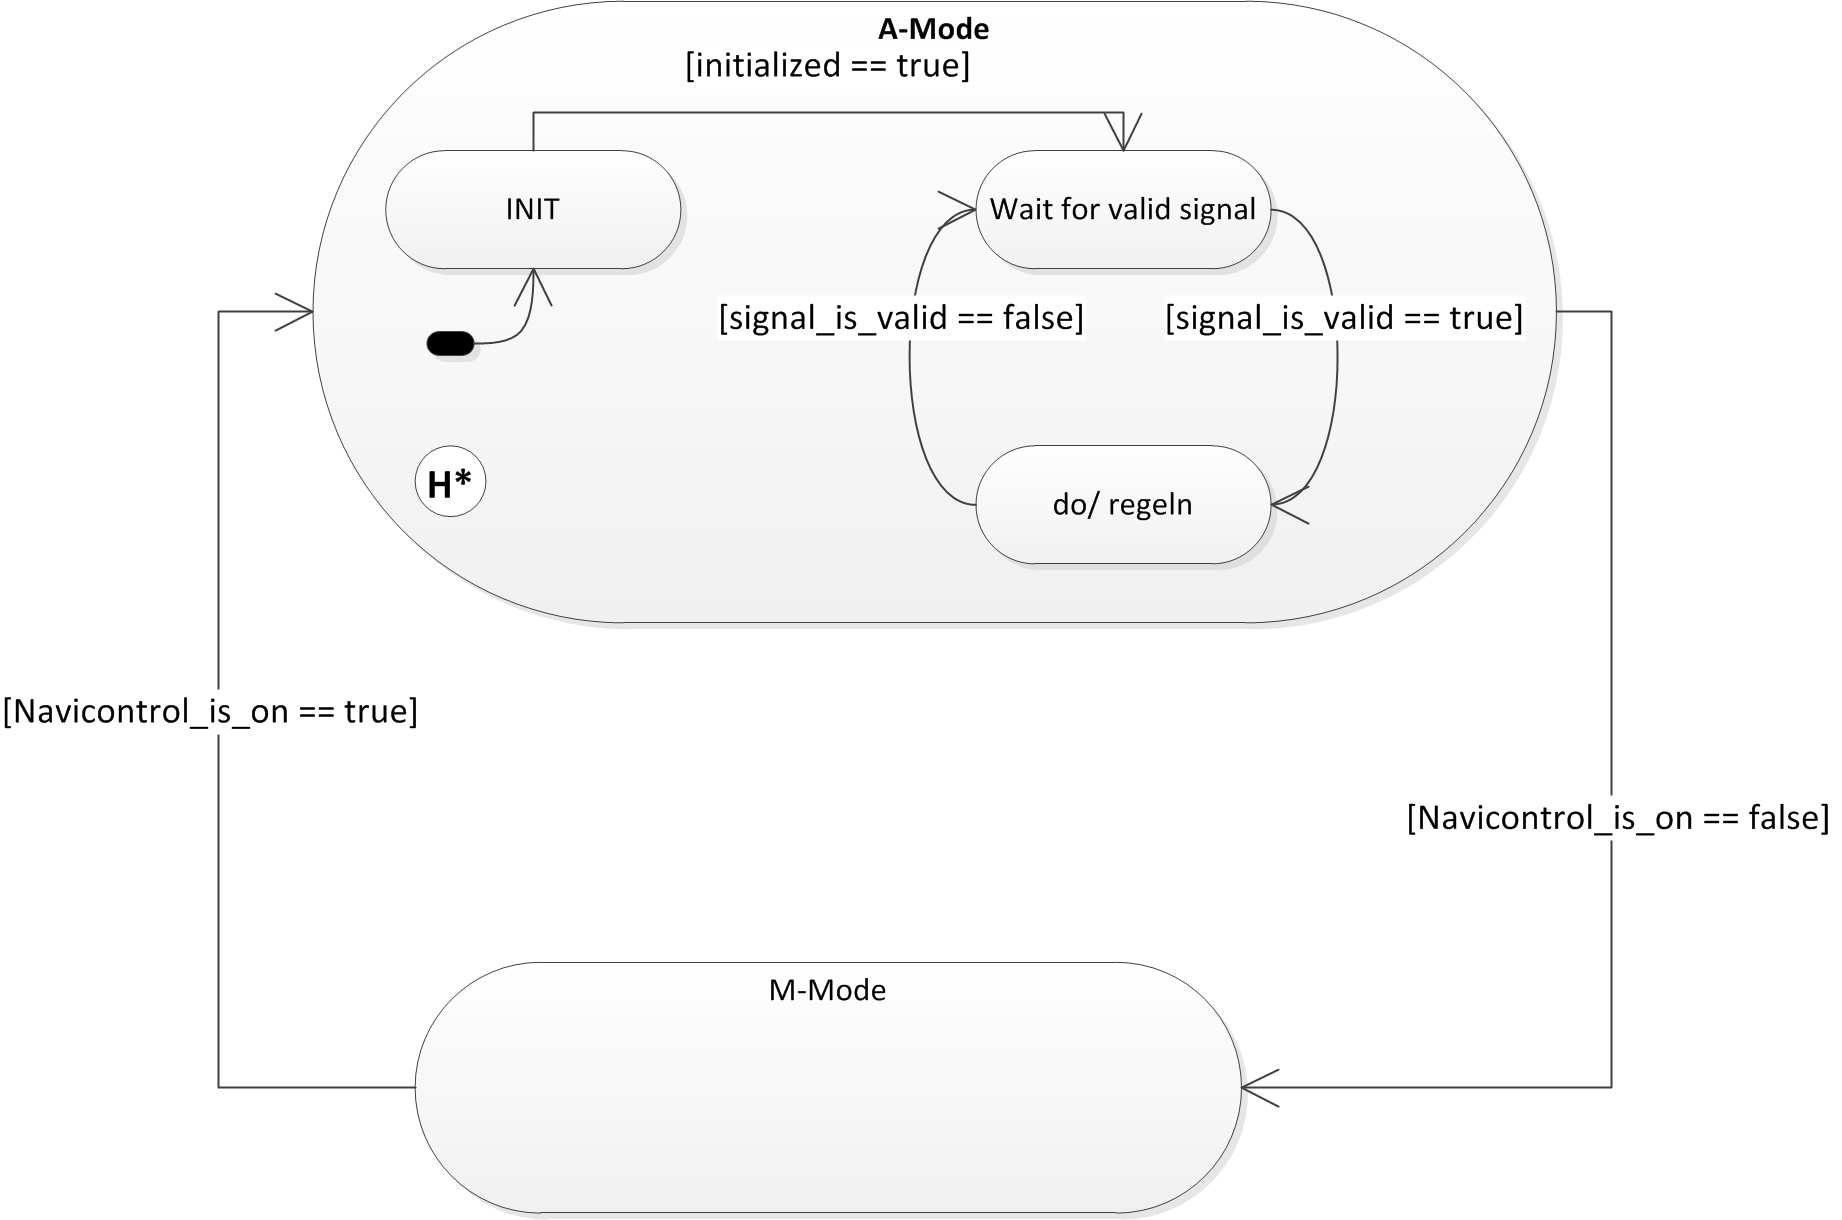 A-Mode
[initialized == true]
INIT
Wait for valid signal
[signal_is_valid == false]
[signal_is_valid == true]
H*
do/ regeln
[Navicontrol_is_on == true]
[Navicontrol_is_on == false]
M-Mode